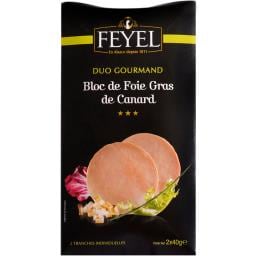 FEYEL
En Alsace depuis 1811
DUO GOURMAND
Bloc de Foie Gras
de Canard
2 TRANCHES INDIVIDUELLES
2x40g